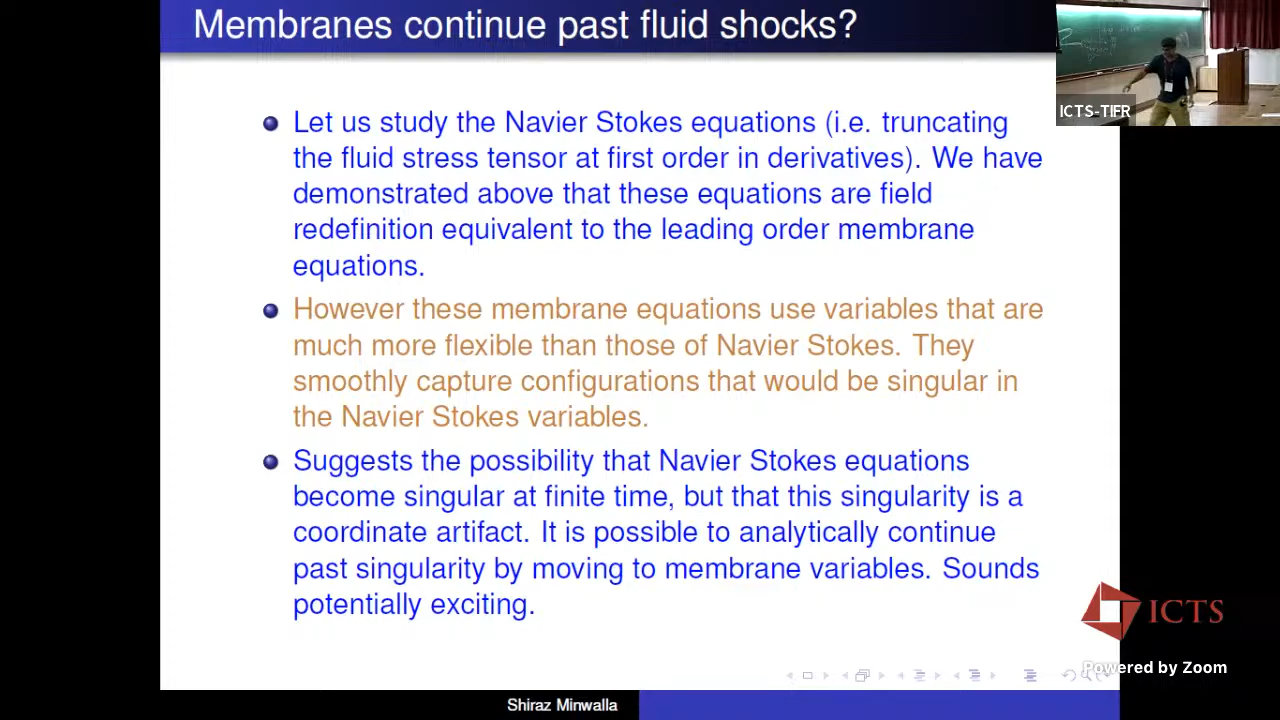 Membranes continue past fluid shocks?
Let us study the Navier Stokes equations (i.e. truncating
the fluid stress tensor at first order in derivatives). We have
demonstrated above that these equations are field
redefinition equivalent to the leading order membrane
equations.
However these membrane equations use variables that are
much more flexible than those of Navier Stokes. They
smoothly capture configurations that would be singular in
the Navier Stokes variables.
Suggests the possibility that Navier Stokes equations
become singular at finite time, but that this singularity is a
coordinate artifact. It is possible to analytically continue
past singularity by moving to membrane variables. Sounds
potentially exciting.
Shiraz Minwalla
ICTS-TIFR
ICTS
Powered by Zoom